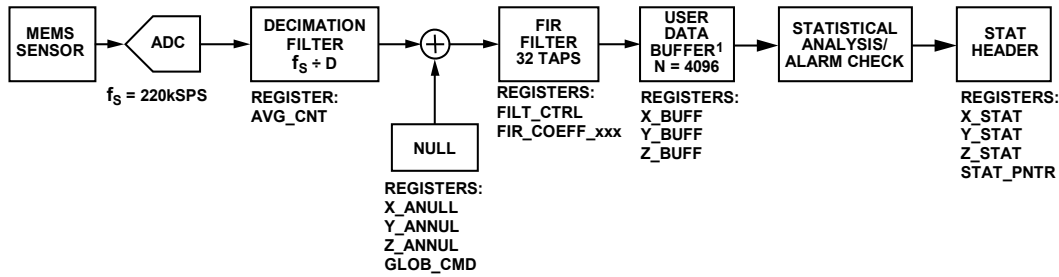 MEMS
SENSOR
ADC
fS = 220kSPS
DECIMATION
FILTER
fS ÷ D
REGISTER:
AVG_CNT
NULL
REGISTERS:
X_ANULL
Y_ANNUL
Z_ANNUL
GLOB_CMD
FIR
FILTER
32 TAPS
REGISTERS:
FILT_CTRL
FIR_COEFF_xxx
USER
DATA
BUFFER1
N = 4096
REGISTERS:
X_BUFF
Y_BUFF
Z_BUFF
STATISTICAL
ANALYSIS/
ALARM CHECK
STAT
HEADER
REGISTERS:
X_STAT
Y_STAT
Z_STAT
STAT_PNTR